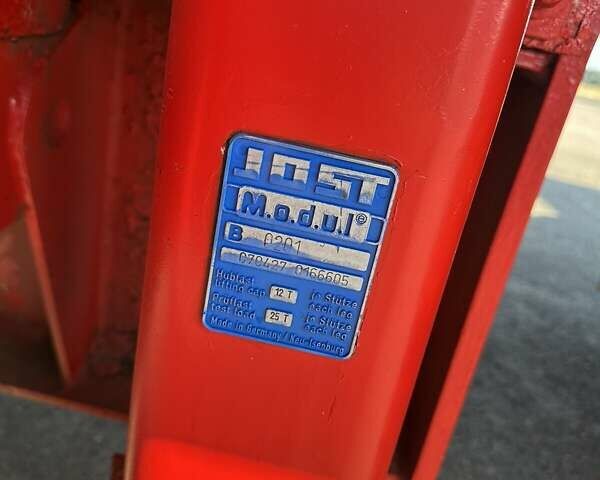 JOST
M.o.d.u.l®
B 0201
070427 0166605
Hublast je Stütze
lifting cap 12 T each leg
Prüflast je Stütze
test load 25 T each leg
Made in Germany / Neu-Isenburg